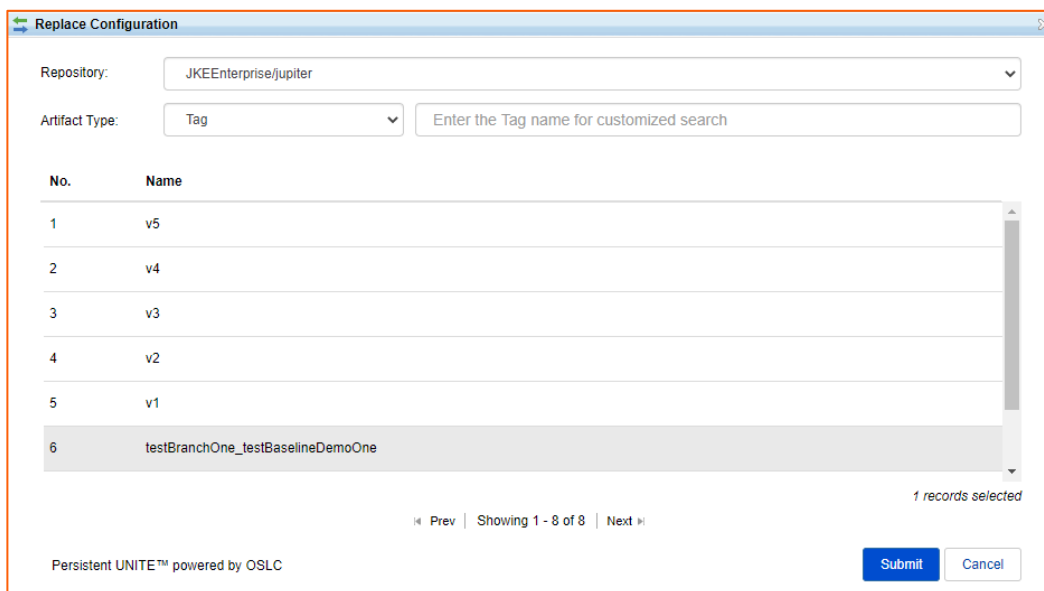 Replace Configuration
Repository:
JKEEnterprise/jupiter
Artifact Type:
Tag
Enter the Tag name for customized search
No. Name
1 v5
2 v4
3 v3
4 v2
5 v1
6 testBranchOne_testBaselineDemoOne
1 records selected
Prev | Showing 1 - 8 of 8 | Next
Persistent UNITE™ powered by OSLC
Submit
Cancel